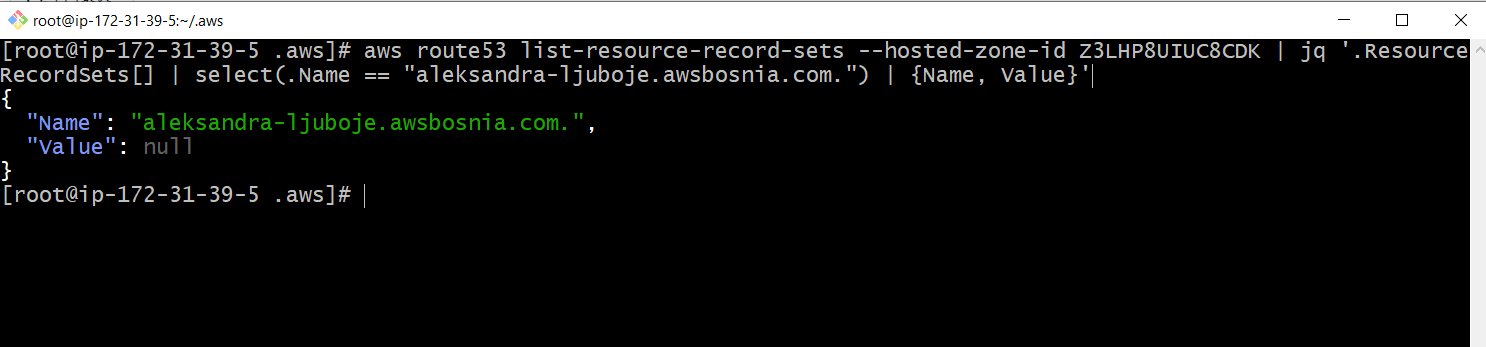 root@ip-172-31-39-5:~/.aws
[root@ip-172-31-39-5 .aws]# aws route53 list-resource-record-sets --hosted-zone-id Z3LHP8UIUC8CDK | jq '.Resource
RecordSets[] | select(.Name == "aleksandra-ljuboje.awsbosnia.com.") | {Name, Value}'
{
  "Name": "aleksandra-ljuboje.awsbosnia.com.",
  "Value": null
}
[root@ip-172-31-39-5 .aws]#